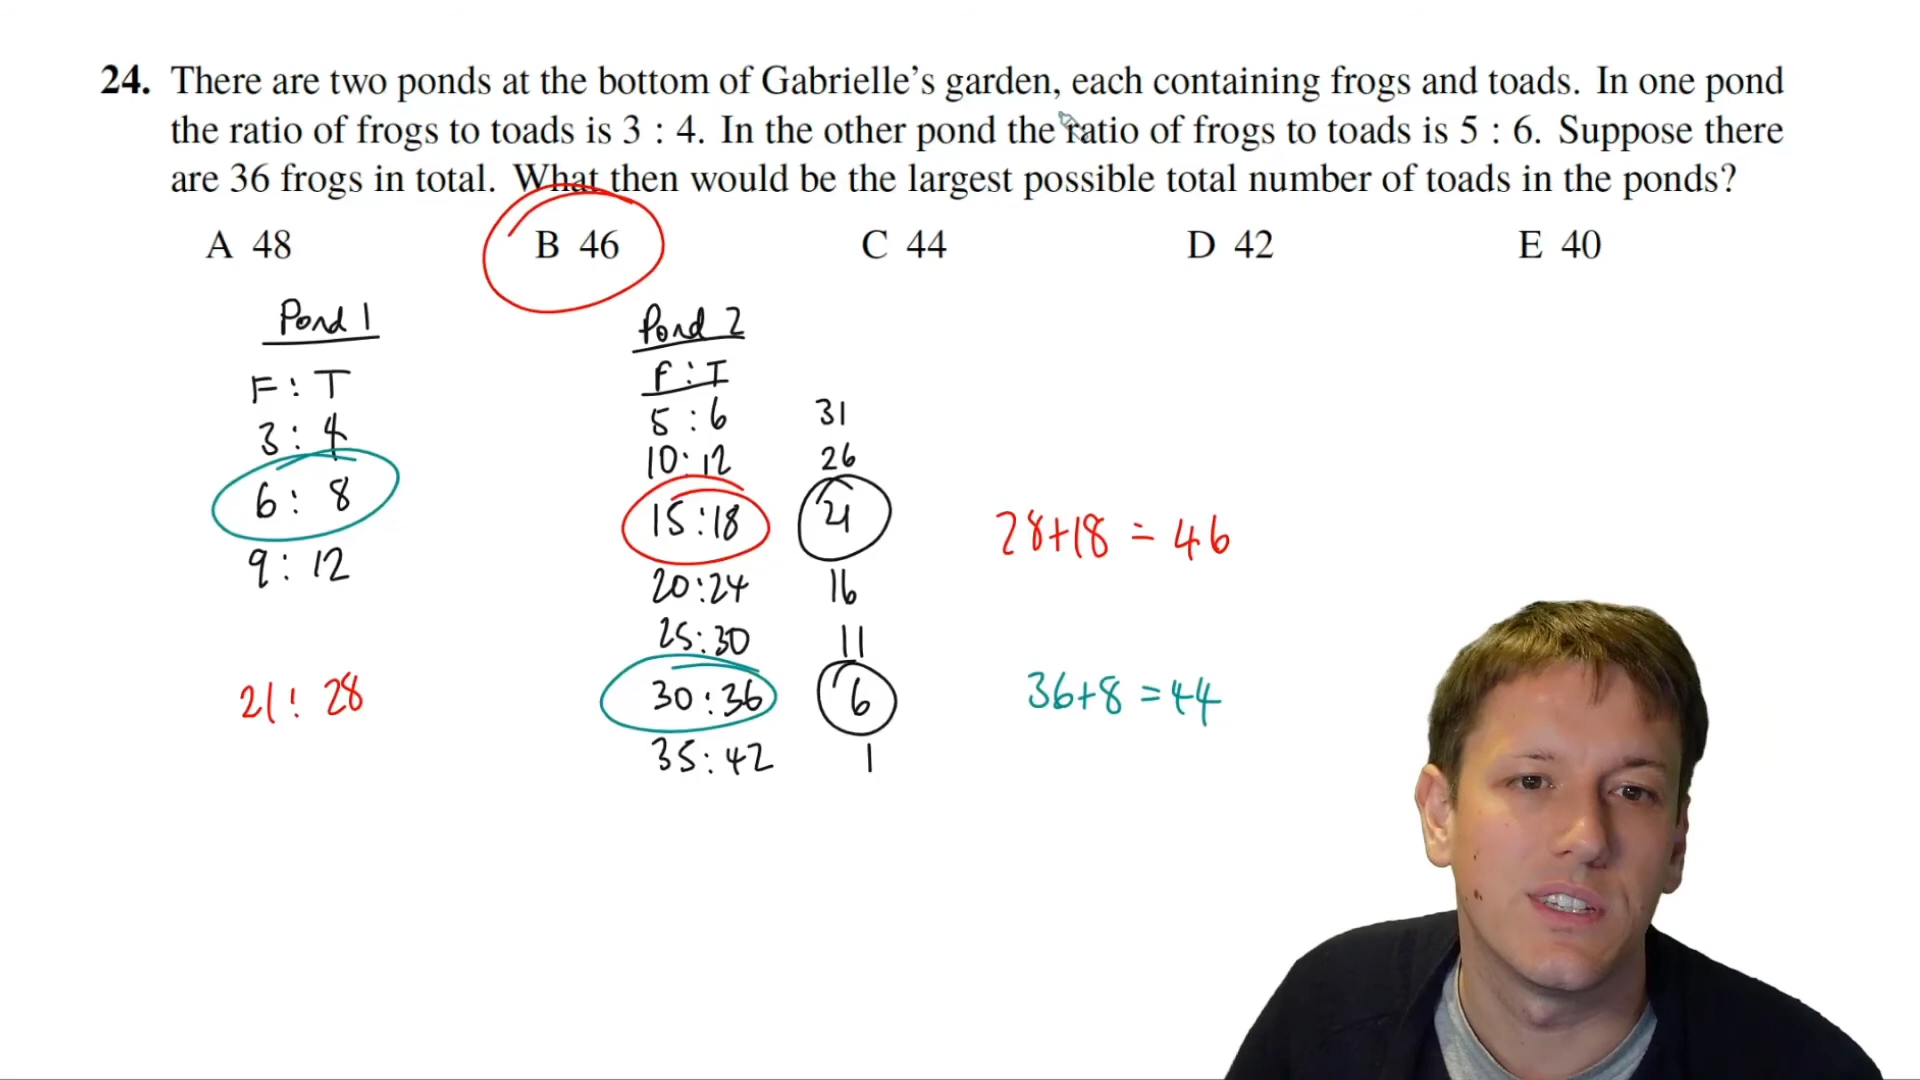 24. There are two ponds at the bottom of Gabrielle’s garden, each containing frogs and toads. In one pond
the ratio of frogs to toads is 3 : 4. In the other pond the ratio of frogs to toads is 5 : 6. Suppose there
are 36 frogs in total. What then would be the largest possible total number of toads in the ponds?
A 48 B 46 C 44 D 42 E 40
Pond 1
F : T
3 : 4
6 : 8
9 : 12
21 : 28
Pond 2
F : T
5 : 6 31
10 : 12 26
15 : 18 21
20 : 24 16
25 : 30 11
30 : 36 6
35 : 42 1
28+18 = 46
36+8 = 44